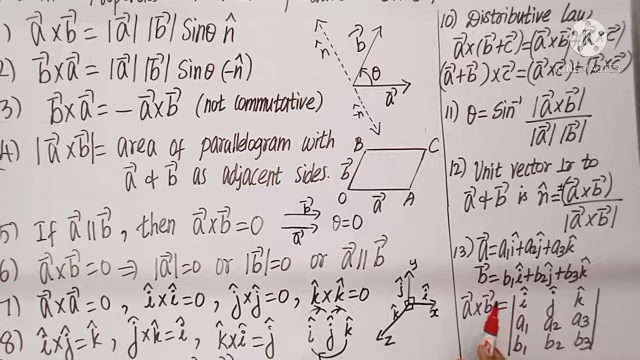 1) a⃗×b⃗ = |a⃗| |b⃗| Sinθ n̂
2) b⃗×a⃗ = |a⃗| |b⃗| Sinθ (-n̂)
3) b⃗×a⃗ = - a⃗×b⃗ (not commutative)
4) |a⃗×b⃗| = area of parallelogram with
a⃗ & b⃗ as adjacent sides.
5) If a⃗ || b⃗, then a⃗×b⃗ = 0
b⃗
a⃗
θ=0
6) a⃗×b⃗ = 0 ⇒ |a⃗| = 0 or |b⃗| = 0 or a⃗ || b⃗
7) a⃗×a⃗ = 0, î×î = 0, ĵ×ĵ = 0, k̂×k̂ = 0
8) î×ĵ = k̂, ĵ×k̂ = î, k̂×î = ĵ
î ĵ k̂
n̂
b⃗
θ
a⃗
-n̂
B C
b⃗
O a⃗ A
y
ĵ
î
x
k̂
z
10) Distributive law
a⃗×(b⃗+c⃗) = (a⃗×b⃗)+(a⃗×c⃗)
(a⃗+b⃗)×c⃗ = (a⃗×c⃗)+(b⃗×c⃗)
11) θ = Sin⁻¹ |a⃗×b⃗| / |a⃗| |b⃗|
12) Unit vector ⊥r to
a⃗ & b⃗ is n̂ = ±(a⃗×b⃗) / |a⃗×b⃗|
13) a⃗ = a₁î+a₂ĵ+a₃k̂
b⃗ = b₁î+b₂ĵ+b₃k̂
a⃗×b⃗ = | î ĵ k̂ |
| a₁ a₂ a₃ |
| b₁ b₂ b₃ |